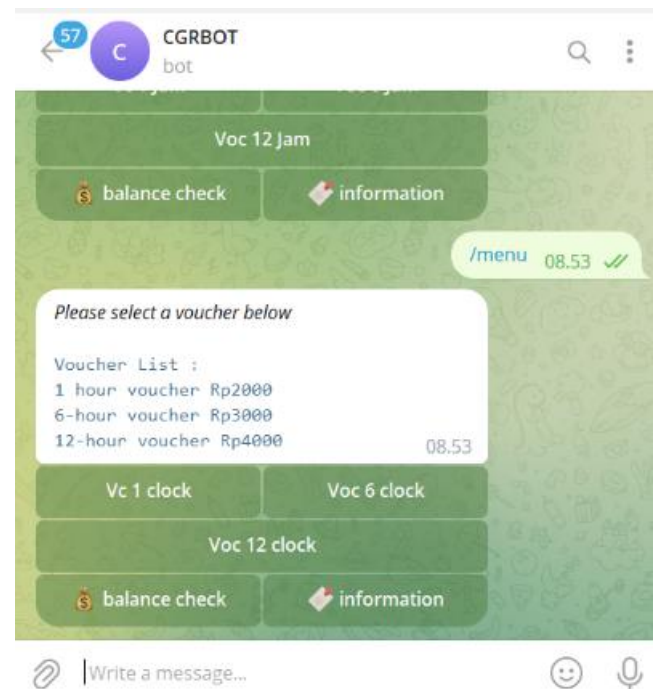 57
C
CGRBOT
bot
Voc 12 Jam
balance check
information
/menu 08.53
Please select a voucher below
Voucher List :
1 hour voucher Rp2000
6-hour voucher Rp3000
12-hour voucher Rp4000
08.53
Vc 1 clock
Voc 6 clock
Voc 12 clock
balance check
information
Write a message...